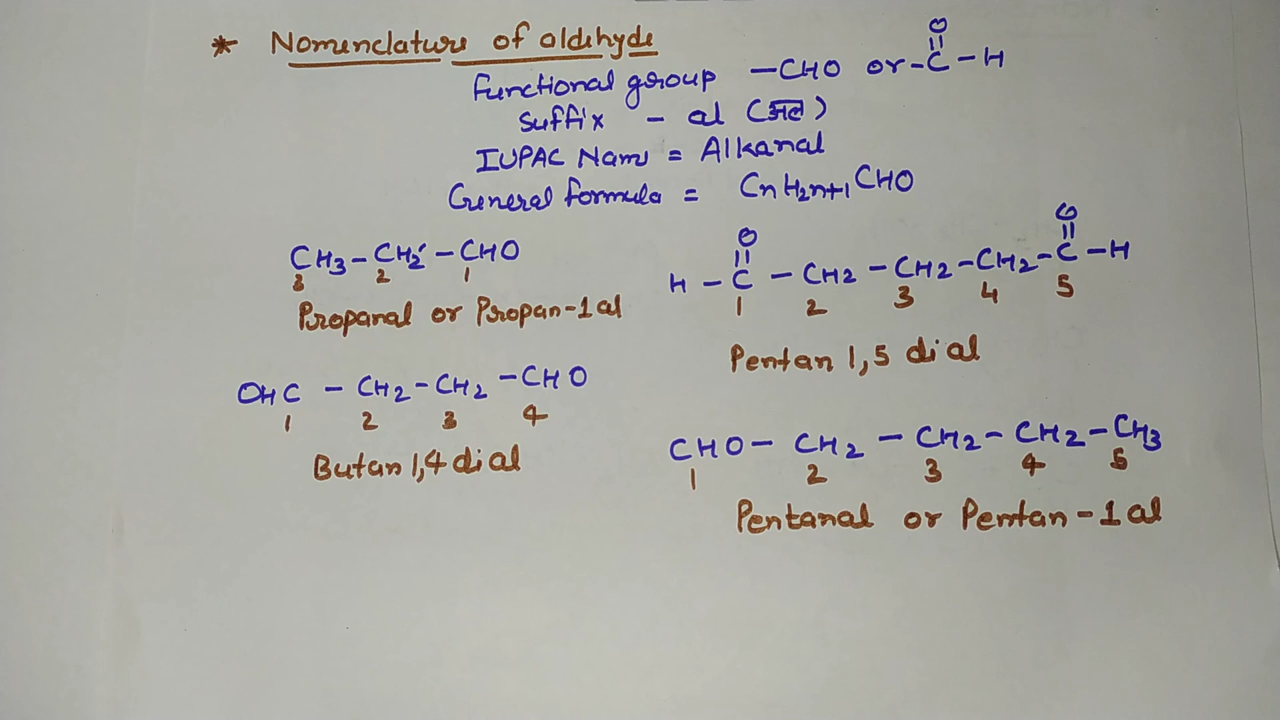 * Nomenclature of aldehyde
Functional group -CHO or -C-H
O
||
Suffix - al (अल)
IUPAC Name = Alkanal
General formula = CnH2n+1CHO
CH3-CH2-CHO
3 2 1
Propanal or Propan-1al
O O
|| ||
H-C-CH2-CH2-CH2-C-H
1 2 3 4 5
Pentan 1,5 dial
OHC-CH2-CH2-CHO
1 2 3 4
Butan 1,4 dial
CHO-CH2-CH2-CH2-CH3
1 2 3 4 5
Pentanal or Pentan-1al